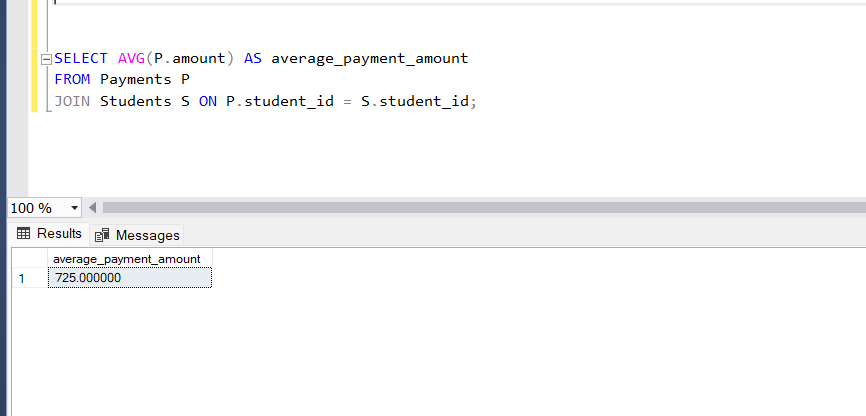 SELECT AVG(P.amount) AS average_payment_amount
FROM Payments P
JOIN Students S ON P.student_id = S.student_id;
100 %
Results Messages
average_payment_amount
1 725.000000